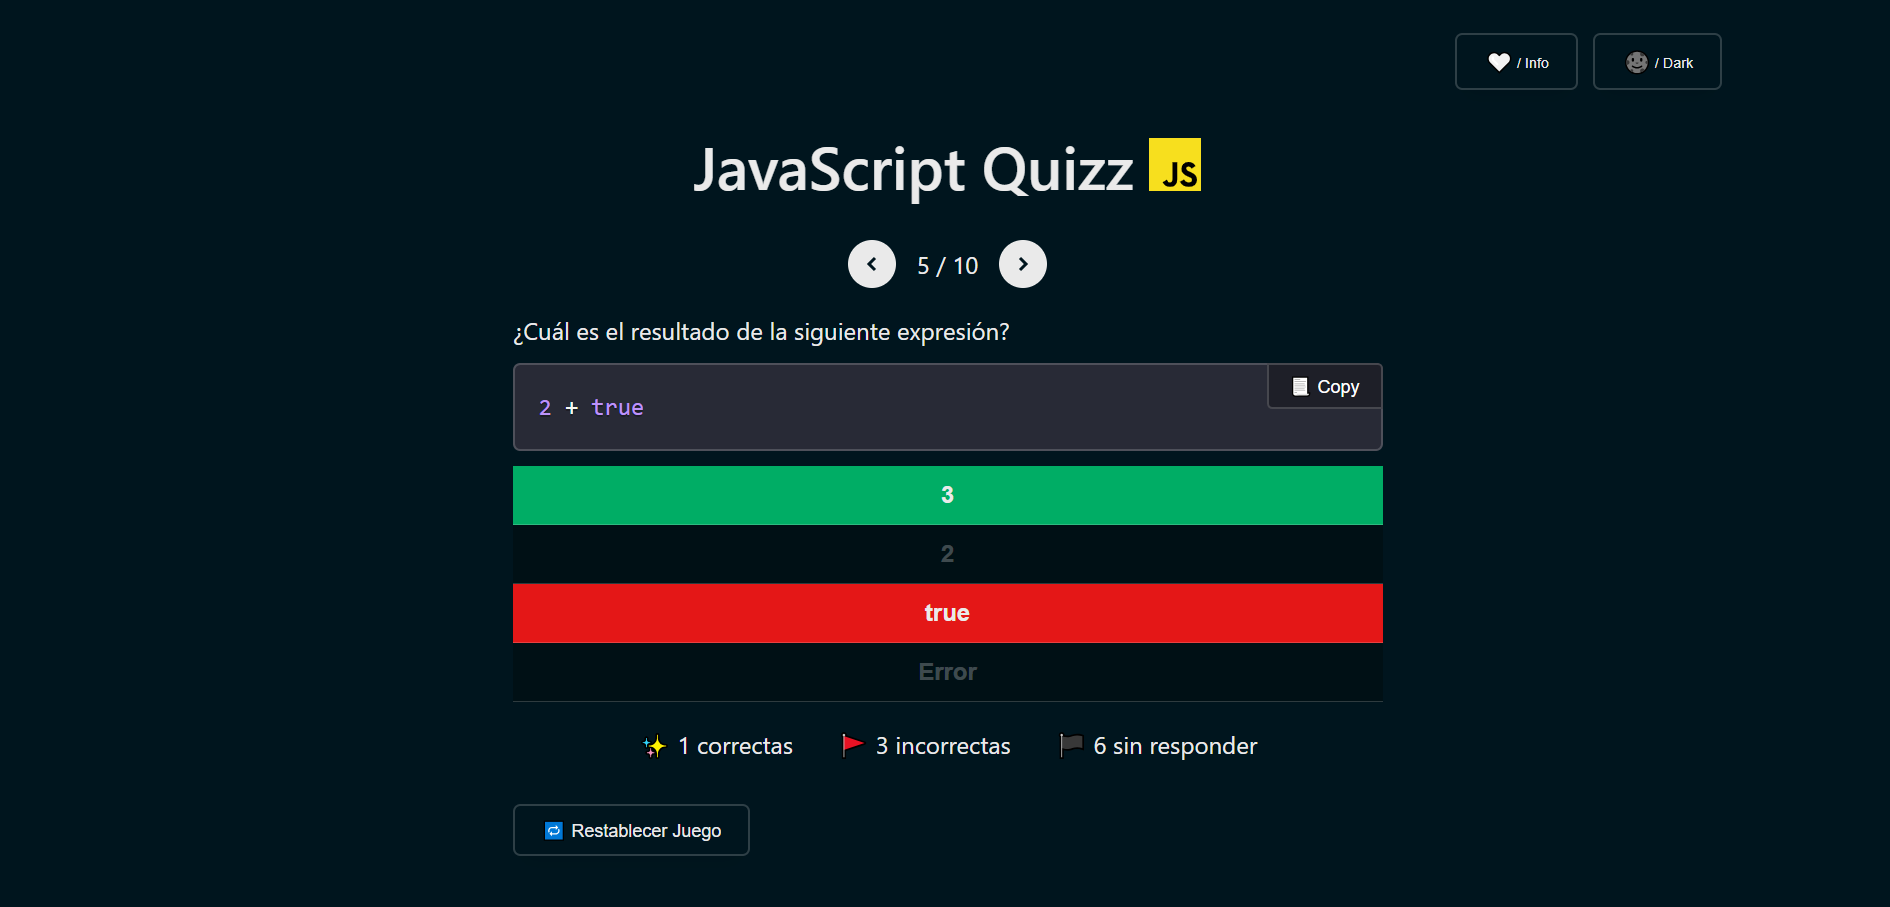 / Info
/ Dark
JavaScript Quizz JS
5 / 10
¿Cuál es el resultado de la siguiente expresión?
Copy
2 + true
3
2
true
Error
1 correctas 3 incorrectas 6 sin responder
Restablecer Juego